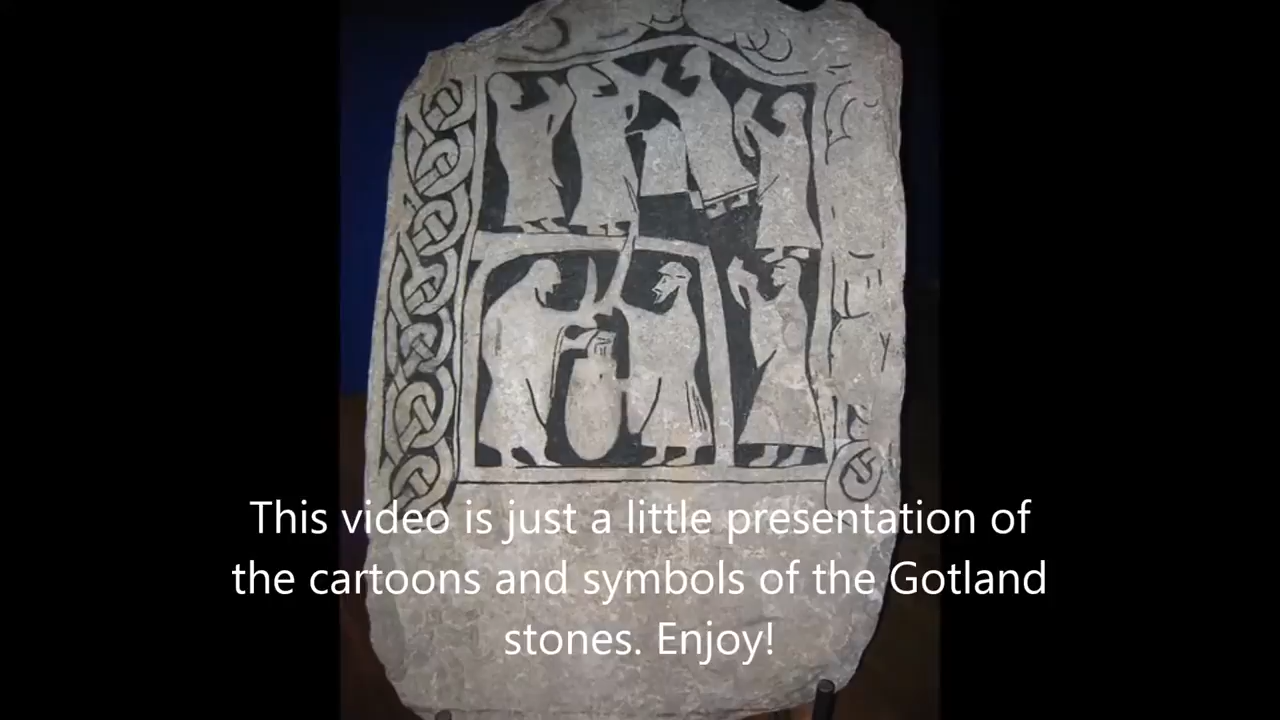 This video is just a little presentation of
the cartoons and symbols of the Gotland
stones. Enjoy!